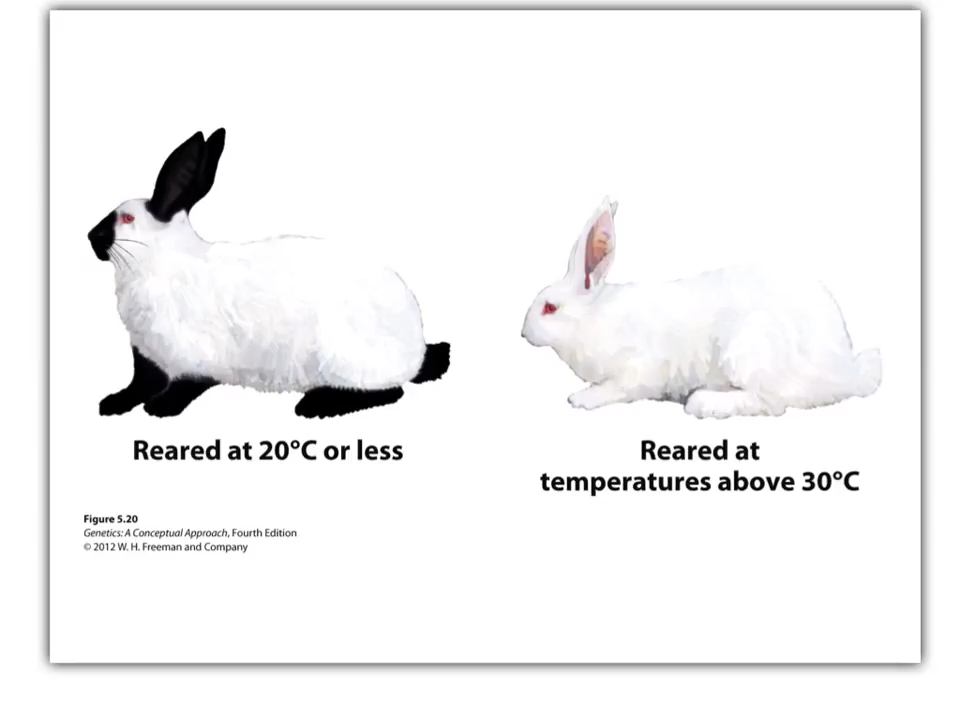 Reared at 20°C or less
Reared at
temperatures above 30°C
Figure 5.20
Genetics: A Conceptual Approach, Fourth Edition
© 2012 W. H. Freeman and Company